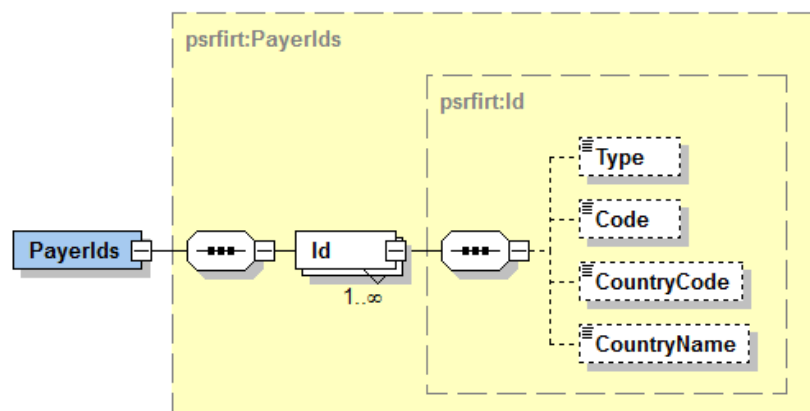 psrfirt:PayerIds
psrfirt:Id
Type
Code
PayerIds
Id
CountryCode
1..∞
CountryName